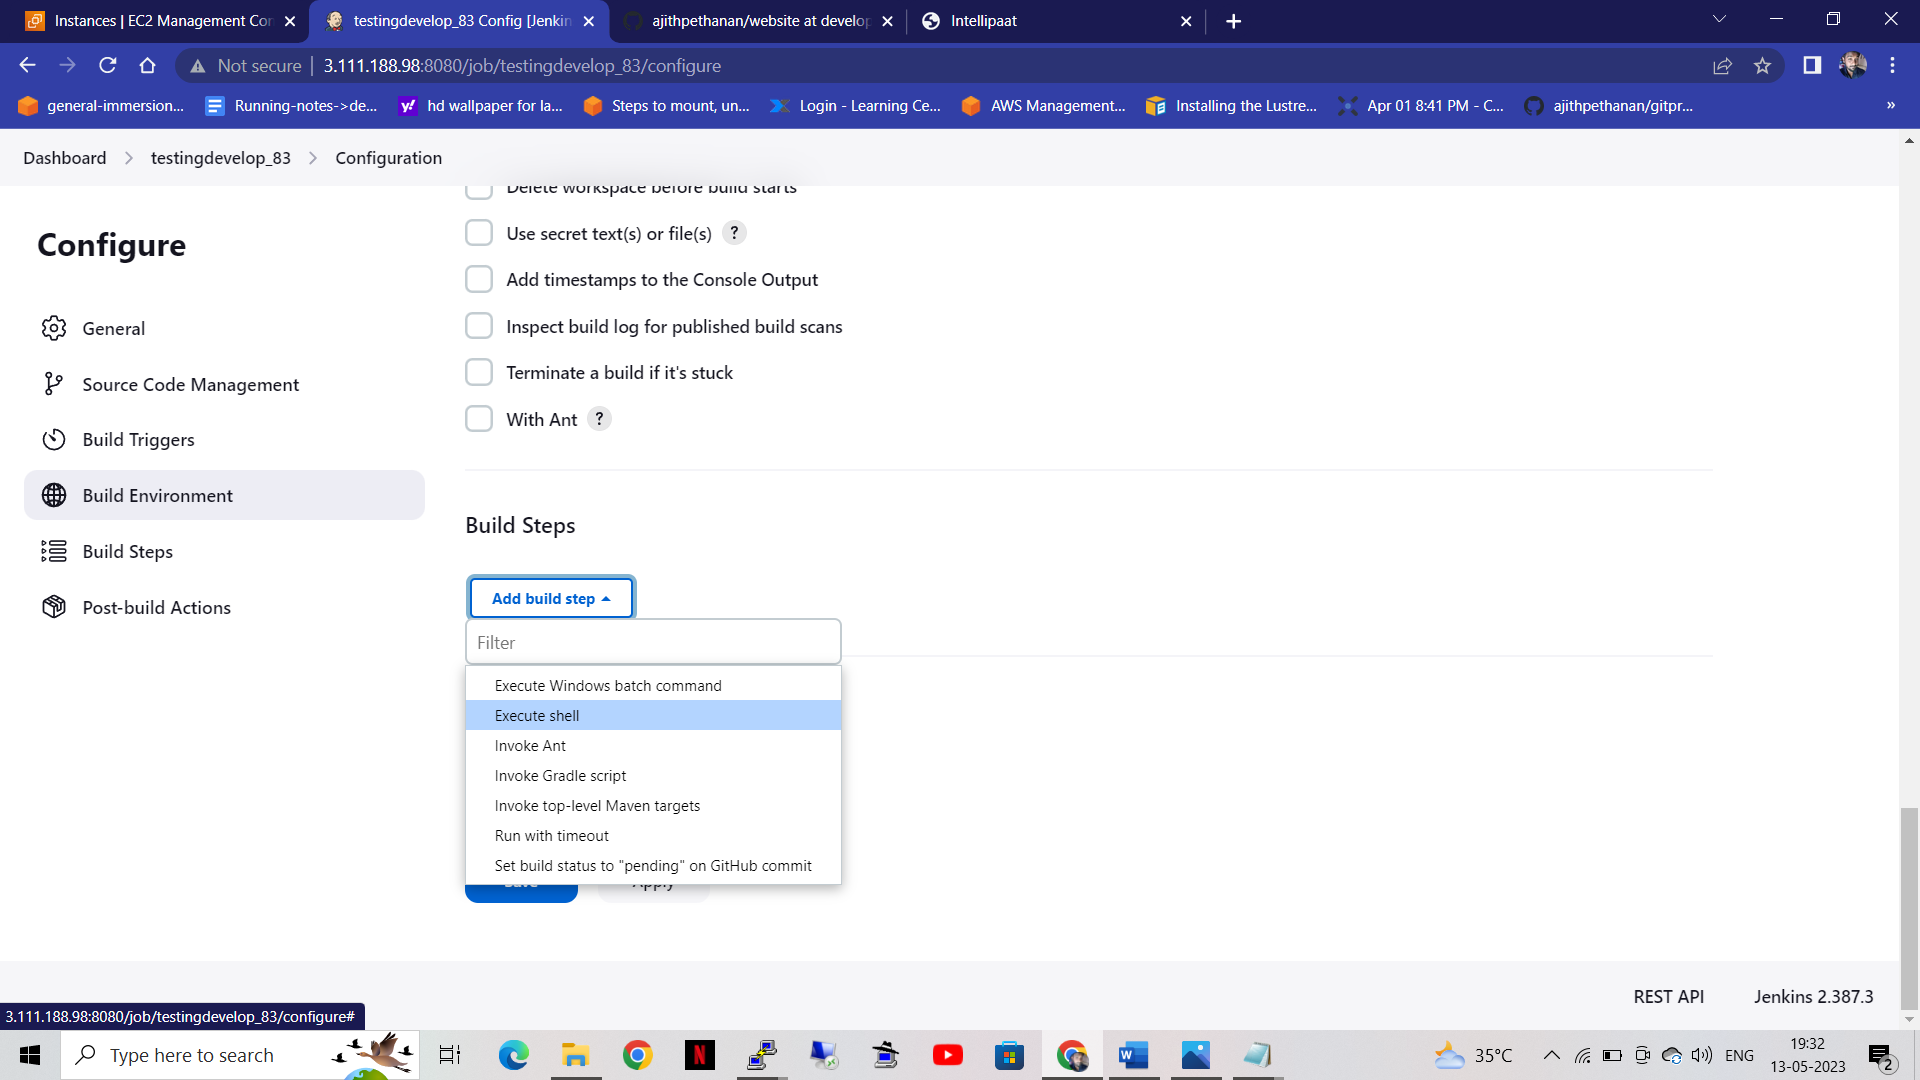 Instances | EC2 Management Con
testingdevelop_83 Config [Jenkin
ajithpethanan/website at develop
Intellipaat
Not secure
3.111.188.98:8080/job/testingdevelop_83/configure
general-immersion...
Running-notes->de...
hd wallpaper for la...
Steps to mount, un...
Login - Learning Ce...
AWS Management...
Installing the Lustre...
Apr 01 8:41 PM - C...
ajithpethanan/gitpr...
»
Dashboard
testingdevelop_83
Configuration
Delete workspace before build starts
Configure
General
Source Code Management
Build Triggers
Build Environment
Build Steps
Post-build Actions
Use secret text(s) or file(s) ?
Add timestamps to the Console Output
Inspect build log for published build scans
Terminate a build if it's stuck
With Ant ?
Build Steps
Add build step
Filter
Execute Windows batch command
Execute shell
Invoke Ant
Invoke Gradle script
Invoke top-level Maven targets
Run with timeout
Set build status to "pending" on GitHub commit
Save
Apply
REST API
Jenkins 2.387.3
3.111.188.98:8080/job/testingdevelop_83/configure#
Type here to search
35°C
ENG
19:32
13-05-2023
2